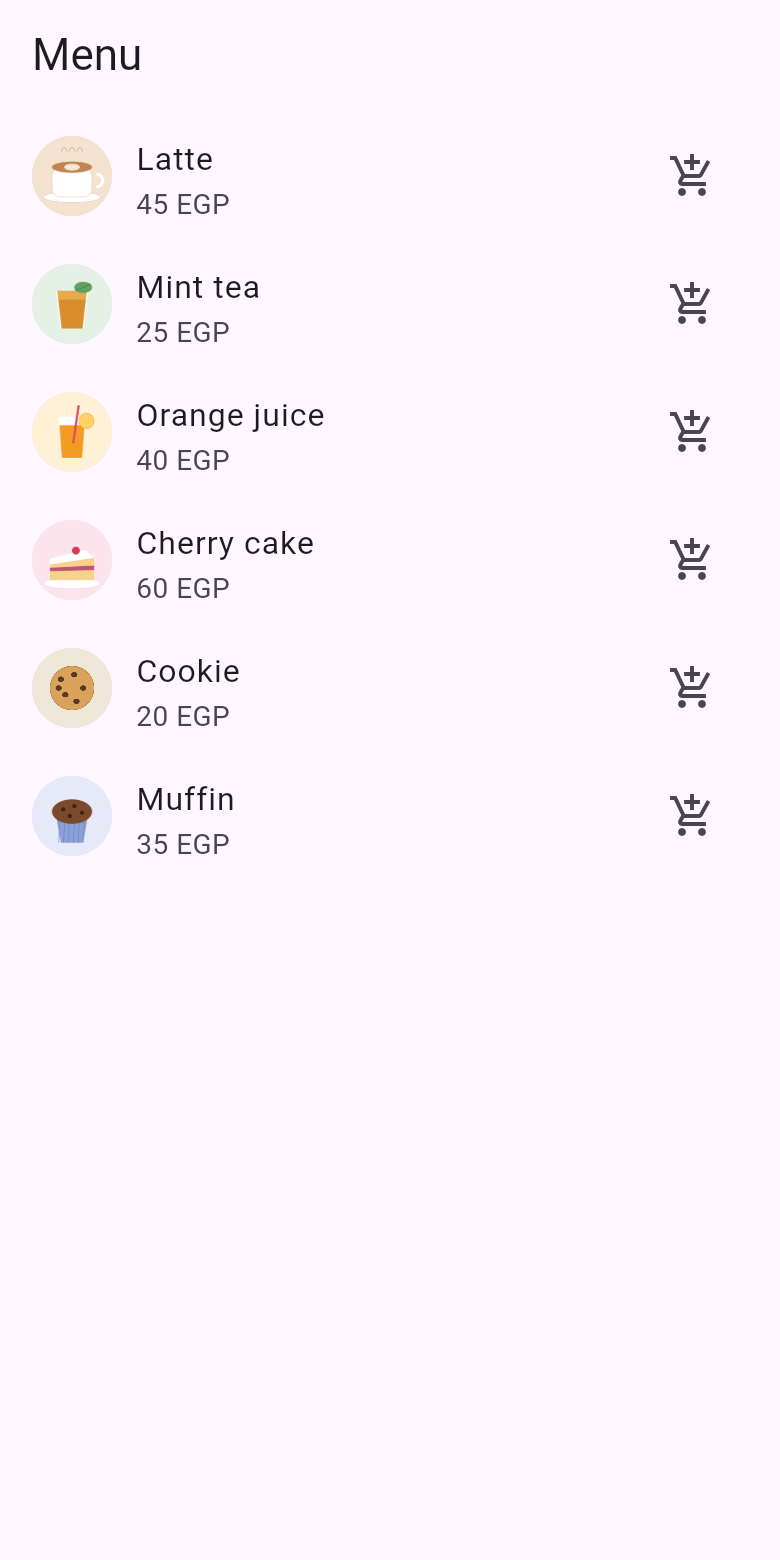 Menu
Latte
45 EGP
Mint tea
25 EGP
Orange juice
40 EGP
Cherry cake
60 EGP
Cookie
20 EGP
Muffin
35 EGP